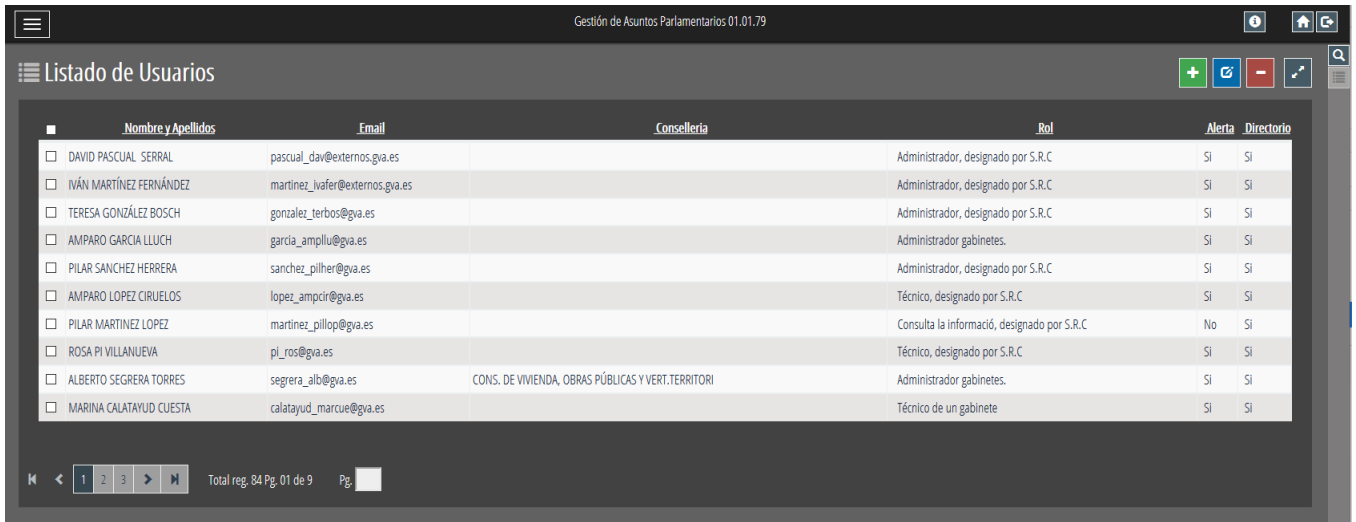 Gestión de Asuntos Parlamentarios 01.01.79
Listado de Usuarios
Nombre y Apellidos Email Conselleria Rol Alerta Directorio
DAVID PASCUAL SERRAL pascual_dav@externos.gva.es Administrador, designado por S.R.C Si Si
IVÁN MARTÍNEZ FERNÁNDEZ martinez_ivafer@externos.gva.es Administrador, designado por S.R.C Si Si
TERESA GONZÁLEZ BOSCH gonzalez_terbos@gva.es Administrador, designado por S.R.C Si Si
AMPARO GARCIA LLUCH garcia_ampllu@gva.es Administrador gabinetes. Si Si
PILAR SANCHEZ HERRERA sanchez_pilher@gva.es Administrador, designado por S.R.C Si Si
AMPARO LOPEZ CIRUELOS lopez_ampcir@gva.es Técnico, designado por S.R.C Si Si
PILAR MARTINEZ LOPEZ martinez_pillop@gva.es Consulta la informació, designado por S.R.C No Si
ROSA PI VILLANUEVA pi_ros@gva.es Técnico, designado por S.R.C Si Si
ALBERTO SEGRERA TORRES segrera_alb@gva.es CONS. DE VIVIENDA, OBRAS PÚBLICAS Y VERT.TERRITORI Administrador gabinetes. Si Si
MARINA CALATAYUD CUESTA calatayud_marcue@gva.es Técnico de un gabinete Si Si
1 2 3 Total reg. 84 Pg. 01 de 9 Pg.